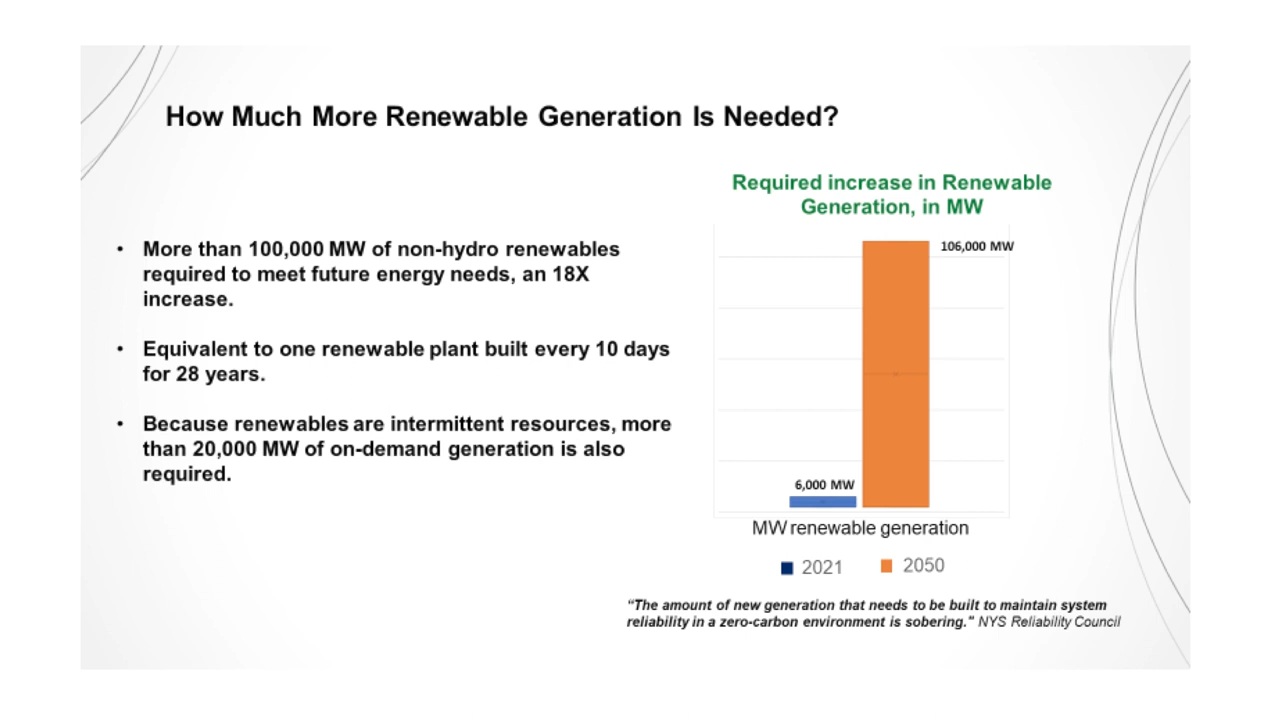 How Much More Renewable Generation Is Needed?
• More than 100,000 MW of non-hydro renewables
required to meet future energy needs, an 18X
increase.
• Equivalent to one renewable plant built every 10 days
for 28 years.
• Because renewables are intermittent resources, more
than 20,000 MW of on-demand generation is also
required.
Required increase in Renewable
Generation, in MW
106,000 MW
6,000 MW
MW renewable generation
2021
2050
"The amount of new generation that needs to be built to maintain system
reliability in a zero-carbon environment is sobering." NYS Reliability Council